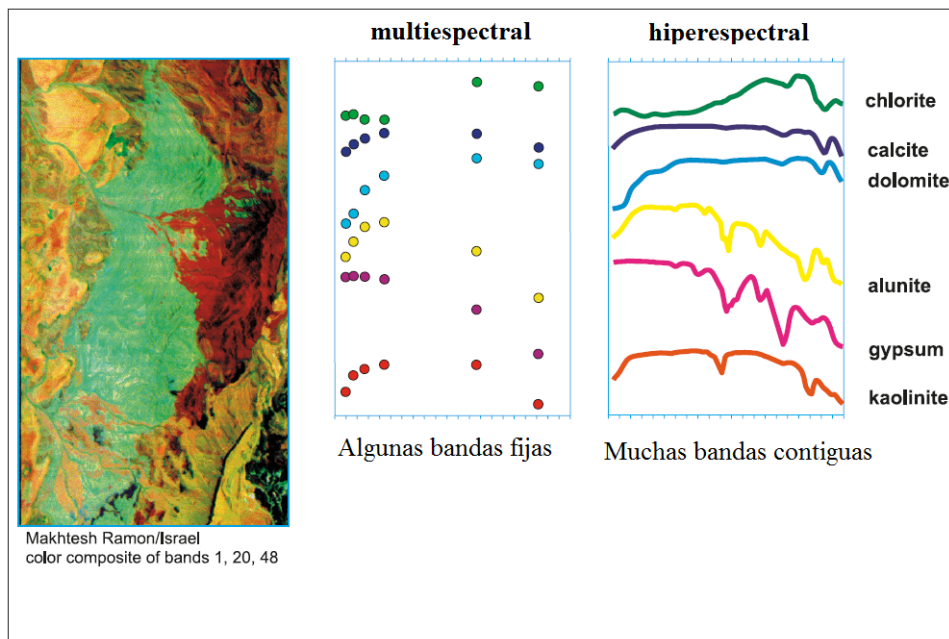 multiespectral
hiperespectral
chlorite
calcite
dolomite
alunite
gypsum
kaolinite
Algunas bandas fijas
Muchas bandas contiguas
Makhtesh Ramon/Israel
color composite of bands 1, 20, 48